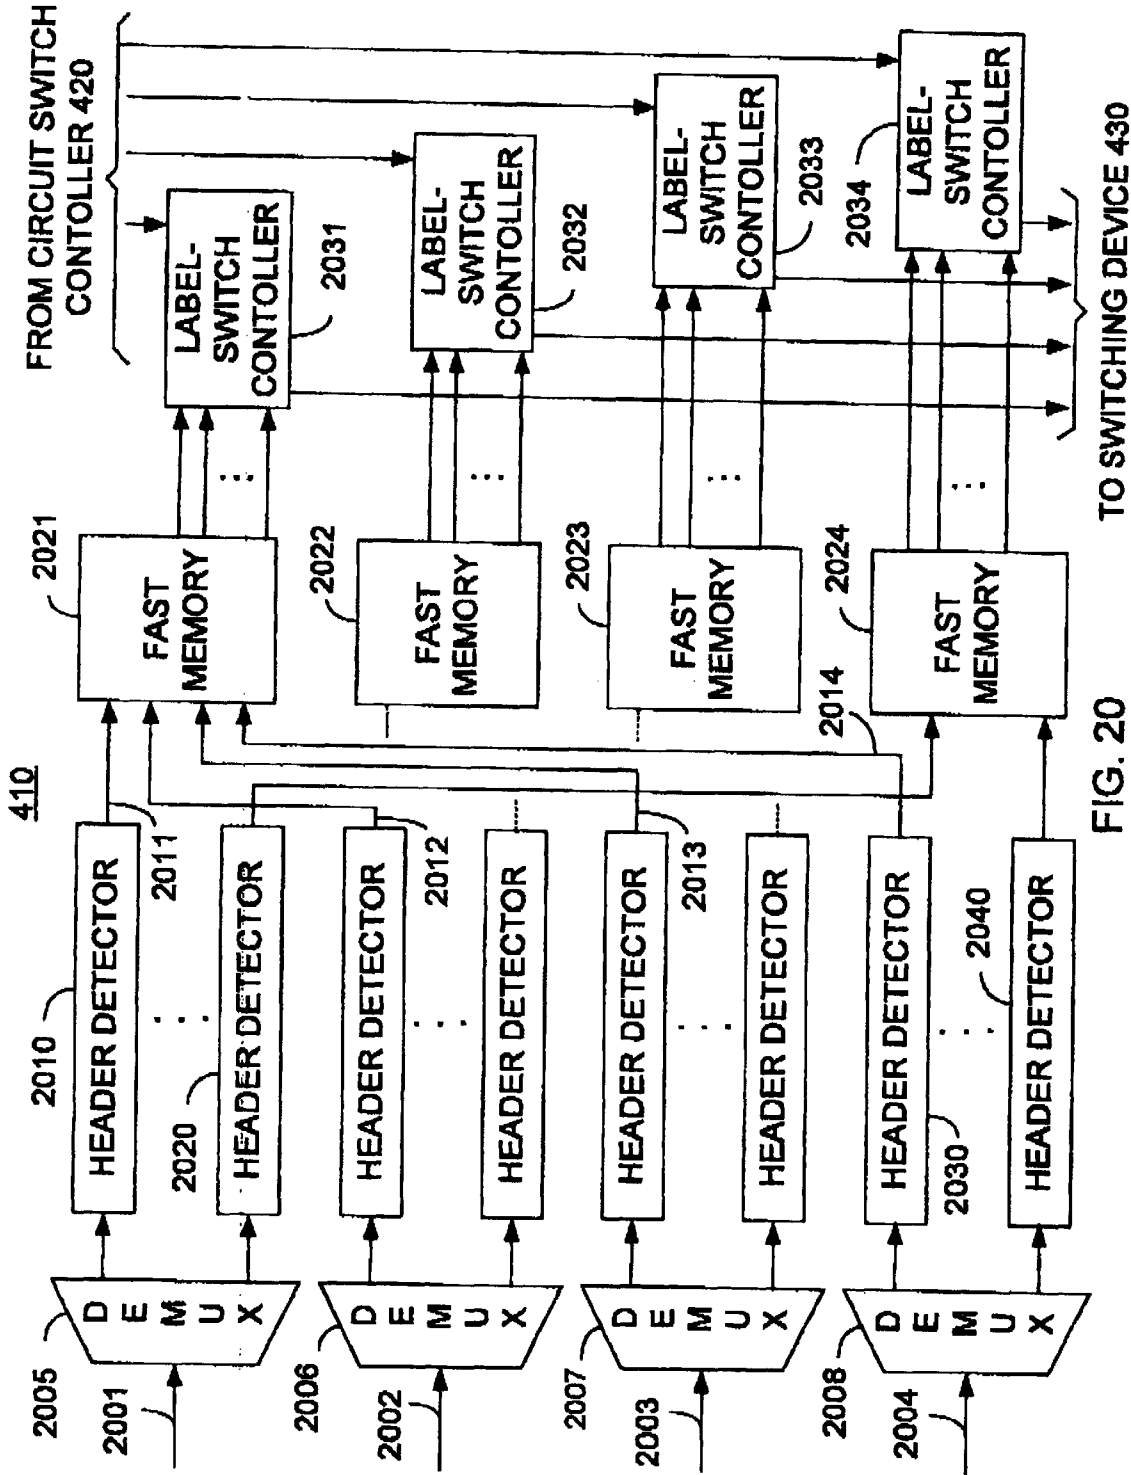 410
2001
2005
DEMUX
2010
HEADER DETECTOR
2011
. . .
2020
HEADER DETECTOR
2002
2006
DEMUX
HEADER DETECTOR
2012
. . .
HEADER DETECTOR
2003
2007
DEMUX
HEADER DETECTOR
2013
. . .
HEADER DETECTOR
2004
2008
DEMUX
HEADER DETECTOR
2030
2014
. . .
2040
HEADER DETECTOR
2021
FAST
MEMORY
. . .
2022
FAST
MEMORY
. . .
2023
FAST
MEMORY
. . .
2024
FAST
MEMORY
. . .
FROM CIRCUIT SWITCH
CONTOLLER 420
LABEL-
SWITCH
CONTOLLER
2031
LABEL-
SWITCH
CONTOLLER
2032
LABEL-
SWITCH
CONTOLLER
2033
LABEL-
SWITCH
CONTOLLER
2034
TO SWITCHING DEVICE 430
FIG. 20